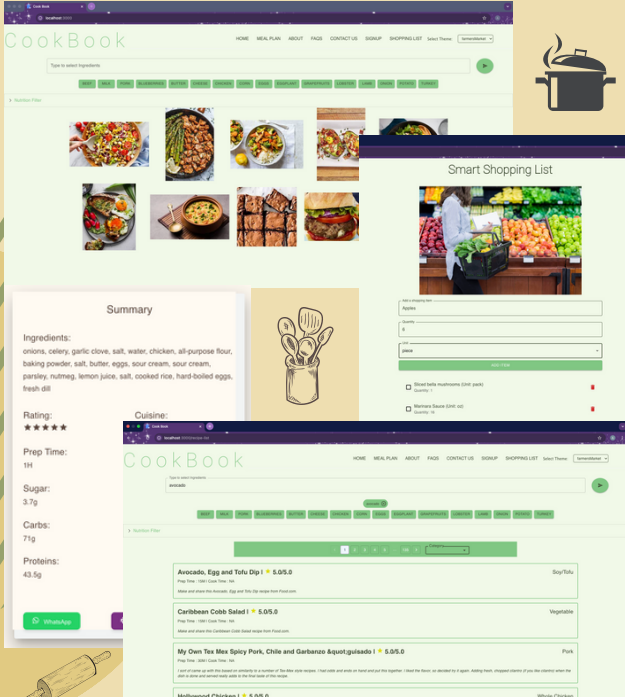 Cook Book
localhost:3000
CookBook
HOME MEAL PLAN ABOUT FAQS CONTACT US SIGNUP SHOPPING LIST Select Theme
Type to select Ingredients
BEEF MILK PORK BLUEBERRIES BUTTER CHEESE CHICKEN CORN EGGS EGGPLANT GRAPEFRUITS LOBSTER LAMB ONION POTATO TURKEY
Nutrition Filter
Smart Shopping List
Add a shopping item
Apples
Quantity
5
Unit
piece
ADD ITEM
Sliced bella mushrooms (Unit: pack)
Quantity: 1
Marinara Sauce (Unit: oz)
Quantity: 16
Summary
Ingredients:
onions, celery, garlic clove, salt, water, chicken, all-purpose flour,
baking powder, salt, butter, eggs, sour cream, sour cream,
parsley, nutmeg, lemon juice, salt, cooked rice, hard-boiled eggs,
fresh dill
Rating: Cuisine:
Prep Time:
1H
Sugar:
3.7g
Carbs:
71g
Proteins:
43.5g
WhatsApp
Cook Book
localhost:3000/recipe-list
CookBook
HOME MEAL PLAN ABOUT FAQS CONTACT US SIGNUP SHOPPING LIST Select Theme
Type to select Ingredients
avocado
avocado
BEEF MILK PORK BLUEBERRIES BUTTER CHEESE CHICKEN CORN EGGS EGGPLANT GRAPEFRUITS LOBSTER LAMB ONION POTATO TURKEY
Nutrition Filter
1 2 3 4 5
Category
Avocado, Egg and Tofu Dip | 5.0/5.0 Soy/Tofu
Make and share this Avocado, Egg and Tofu Dip recipe from Food.com.
Caribbean Cobb Salad | 5.0/5.0 Vegetable
Make and share this Caribbean Cobb Salad recipe from Food.com.
My Own Tex Mex Spicy Pork, Chile and Garbanzo &quot;guisado | 5.0/5.0 Pork
Hollywood Chicken | 5.0/5.0 Whole Chicken